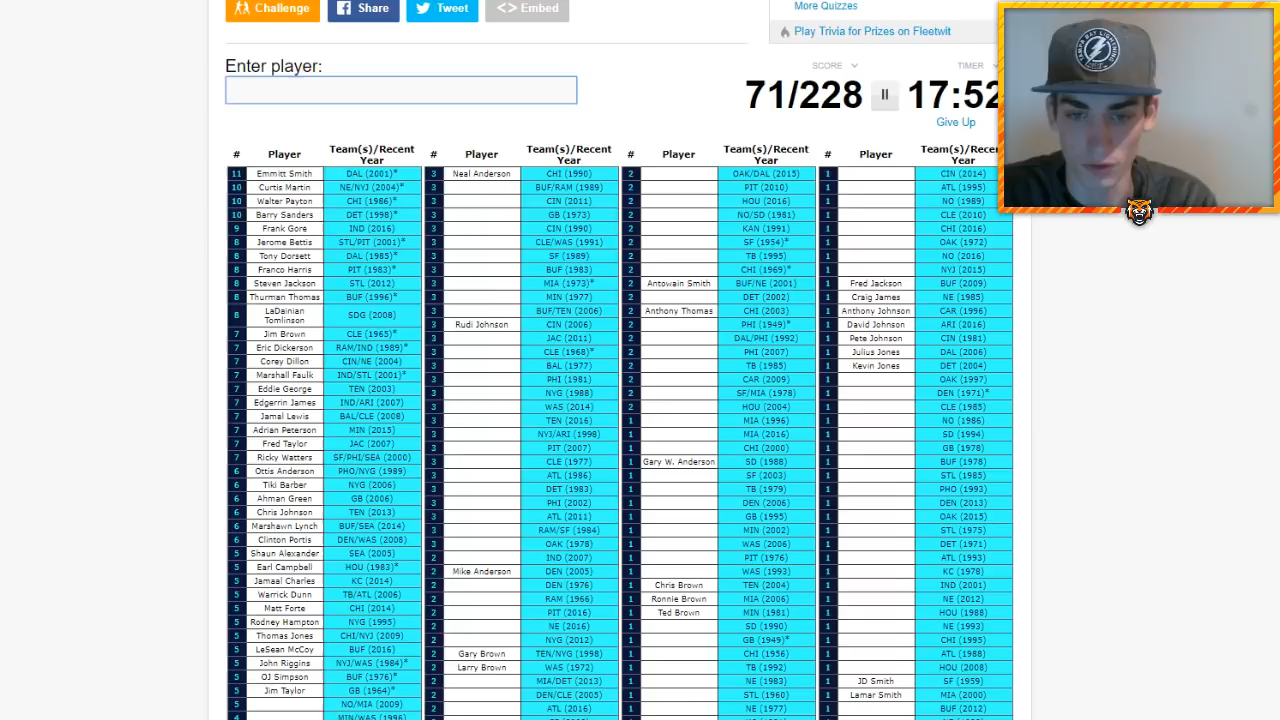 Challenge Share Tweet <> Embed
More Quizzes
Play Trivia for Prizes on Fleetwit
TAMPA BAY LIGHTNING
Enter player:
SCORE TIMER
71/228 17:52
Give Up
# Player Team(s)/Recent Year # Player Team(s)/Recent Year # Player Team(s)/Recent Year # Player Team(s)/Recent Year
11 Emmitt Smith DAL (2001)* 3 Neal Anderson CHI (1990) 2 OAK/DAL (2015) 1 CIN (2014)
10 Curtis Martin NE/NYJ (2004)* 3 BUF/RAM (1989) 2 PIT (2010) 1 ATL (1995)
10 Walter Payton CHI (1986)* 3 CIN (2011) 2 HOU (2016) 1 NO (1989)
10 Barry Sanders DET (1998)* 3 GB (1973) 2 NO/SD (1981) 1 CLE (2010)
9 Frank Gore IND (2016) 3 CIN (1990) 2 KAN (1991) 1 CHI (2016)
8 Jerome Bettis STL/PIT (2001)* 3 CLE/WAS (1991) 2 SF (1954)* 1 OAK (1972)
8 Tony Dorsett DAL (1985)* 3 SF (1989) 2 TB (1995) 1 NO (2016)
8 Franco Harris PIT (1983)* 3 BUF (1983) 2 CHI (1969)* 1 NYJ (2015)
8 Steven Jackson STL (2012) 3 MIA (1973)* 2 Antowain Smith BUF/NE (2001) 1 Fred Jackson BUF (2009)
8 Thurman Thomas BUF (1996)* 3 MIN (1977) 2 DET (2002) 1 Craig James NE (1985)
8 LaDainian Tomlinson SDG (2008) 3 BUF/TEN (2006) 2 Anthony Thomas CHI (2003) 1 Anthony Johnson CAR (1996)
3 Rudi Johnson CIN (2006) 2 PHI (1949)* 1 David Johnson ARI (2016)
7 Jim Brown CLE (1965)* 3 JAC (2011) 2 DAL/PHI (1992) 1 Pete Johnson CIN (1981)
7 Eric Dickerson RAM/IND (1989)* 3 CLE (1968)* 2 PHI (2007) 1 Julius Jones DAL (2006)
7 Corey Dillon CIN/NE (2004) 3 BAL (1977) 2 TB (1985) 1 Kevin Jones DET (2004)
7 Marshall Faulk IND/STL (2001)* 3 PHI (1981) 2 CAR (2009) 1 OAK (1997)
7 Eddie George TEN (2003) 3 NYG (1988) 2 SF/MIA (1978) 1 DEN (1971)*
7 Edgerrin James IND/ARI (2007) 3 WAS (2014) 2 HOU (2004) 1 CLE (1985)
7 Jamal Lewis BAL/CLE (2008) 3 TEN (2016) 2 MIA (1996) 1 NO (1986)
7 Adrian Peterson MIN (2015) 3 NYJ/ARI (1998) 2 MIA (2016) 1 SD (1994)
7 Fred Taylor JAC (2007) 3 PIT (2007) 2 CHI (2000) 1 GB (1978)
7 Ricky Watters SF/PHI/SEA (2000) 3 CLE (1977) 1 Gary W. Anderson SD (1988) 1 BUF (1978)
6 Ottis Anderson PHO/NYG (1989) 3 ATL (1986) 1 SF (2003) 1 STL (1985)
6 Tiki Barber NYG (2006) 3 DET (1983) 1 TB (1979) 1 PHO (1993)
6 Ahman Green GB (2006) 3 PHI (2002) 1 DEN (2006) 1 DEN (2013)
6 Chris Johnson TEN (2013) 3 ATL (2011) 1 GB (1995) 1 OAK (2015)
6 Marshawn Lynch BUF/SEA (2014) 3 RAM/SF (1984) 1 MIN (2002) 1 STL (1975)
6 Clinton Portis DEN/WAS (2008) 3 OAK (1978) 1 WAS (2006) 1 DET (1971)
5 Shaun Alexander SEA (2005) 2 IND (2007) 1 PIT (1976) 1 ATL (1993)
5 Earl Campbell HOU (1983)* 2 Mike Anderson DEN (2005) 1 WAS (1993) 1 KC (1978)
5 Jamaal Charles KC (2014) 2 DEN (1976) 1 Chris Brown TEN (2004) 1 IND (2001)
5 Warrick Dunn TB/ATL (2006) 2 RAM (1966) 1 Ronnie Brown MIA (2006) 1 NE (2012)
5 Matt Forte CHI (2014) 2 PIT (2016) 1 Ted Brown MIN (1981) 1 HOU (1988)
5 Rodney Hampton NYG (1995) 2 NE (2016) 1 SD (1990) 1 NE (1993)
5 Thomas Jones CHI/NYJ (2009) 2 NYG (2012) 1 GB (1949)* 1 CHI (1995)
5 LeSean McCoy BUF (2016) 2 Gary Brown TEN/NYG (1998) 1 CHI (1956) 1 ATL (1988)
5 John Riggins NYJ/WAS (1984)* 2 Larry Brown WAS (1972) 1 TB (1992) 1 HOU (2008)
5 OJ Simpson BUF (1976)* 2 MIA/DET (2013) 1 NE (1983) 1 JD Smith SF (1959)
5 Jim Taylor GB (1964)* 2 DEN/CLE (2005) 1 STL (1960) 1 Lamar Smith MIA (2000)
5 NO/MIA (2009) 2 ATL (2016) 1 NE (1977) 1 BUF (2012)
4 MIN/WAS (1996)